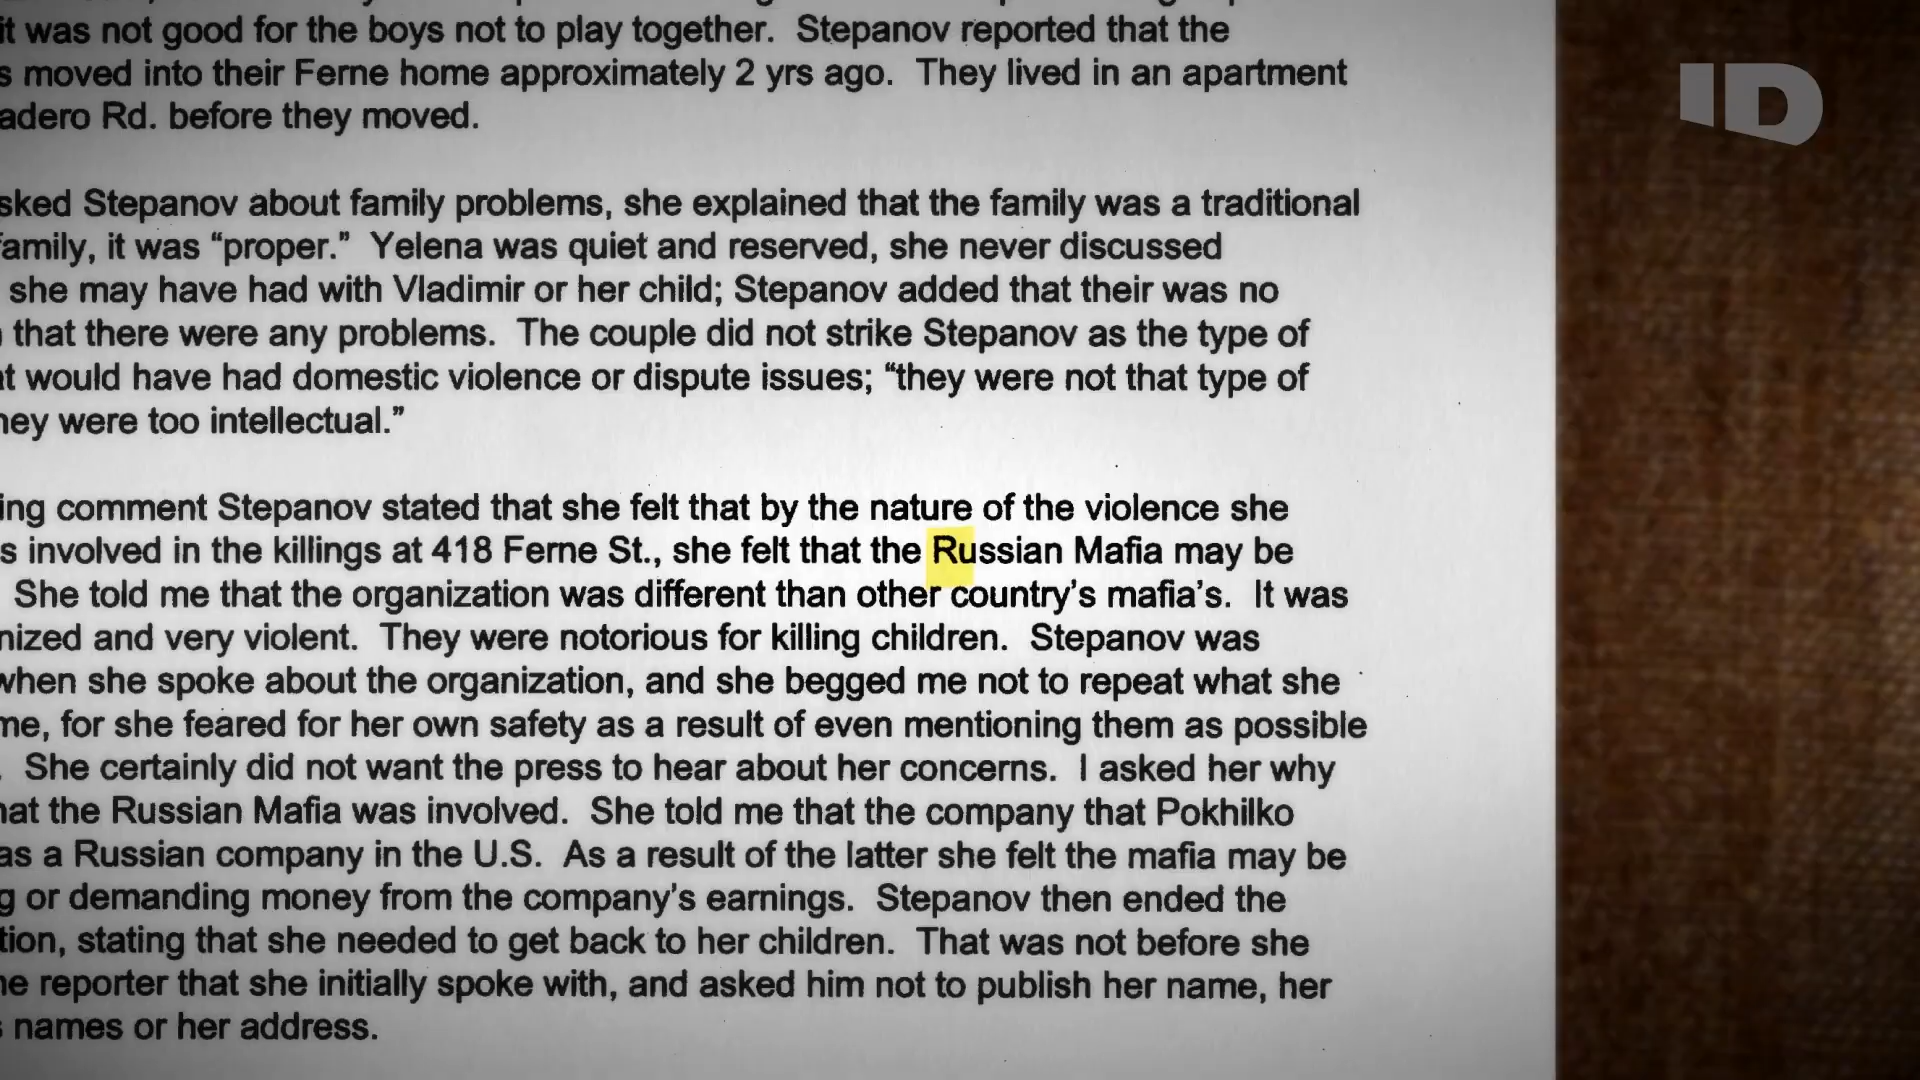 it was not good for the boys not to play together. Stepanov reported that the
s moved into their Ferne home approximately 2 yrs ago. They lived in an apartment
adero Rd. before they moved.
sked Stepanov about family problems, she explained that the family was a traditional
family, it was “proper.” Yelena was quiet and reserved, she never discussed
she may have had with Vladimir or her child; Stepanov added that their was no
that there were any problems. The couple did not strike Stepanov as the type of
t would have had domestic violence or dispute issues; “they were not that type of
hey were too intellectual.”
ing comment Stepanov stated that she felt that by the nature of the violence she
s involved in the killings at 418 Ferne St., she felt that the Russian Mafia may be
She told me that the organization was different than other country’s mafia’s. It was
nized and very violent. They were notorious for killing children. Stepanov was
when she spoke about the organization, and she begged me not to repeat what she
me, for she feared for her own safety as a result of even mentioning them as possible
. She certainly did not want the press to hear about her concerns. I asked her why
hat the Russian Mafia was involved. She told me that the company that Pokhilko
as a Russian company in the U.S. As a result of the latter she felt the mafia may be
g or demanding money from the company’s earnings. Stepanov then ended the
tion, stating that she needed to get back to her children. That was not before she
he reporter that she initially spoke with, and asked him not to publish her name, her
s names or her address.
ID